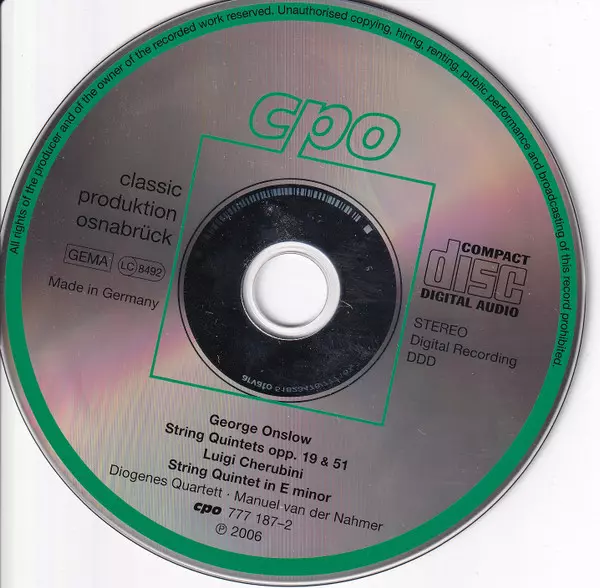 All rights of the producer and of the owner of the recorded work reserved. Unauthorised copying, hiring, renting, public performance and broadcasting of this record prohibited.
cpo
classic
produktion
osnabrück
GEMA LC 8492
Made in Germany
COMPACT
disc
DIGITAL AUDIO
STEREO
Digital Recording
DDD
George Onslow
String Quintets opp. 19 & 51
Luigi Cherubini
String Quintet in E minor
Diogenes Quartett · Manuel van der Nahmer
cpo 777 187–2
℗ 2006